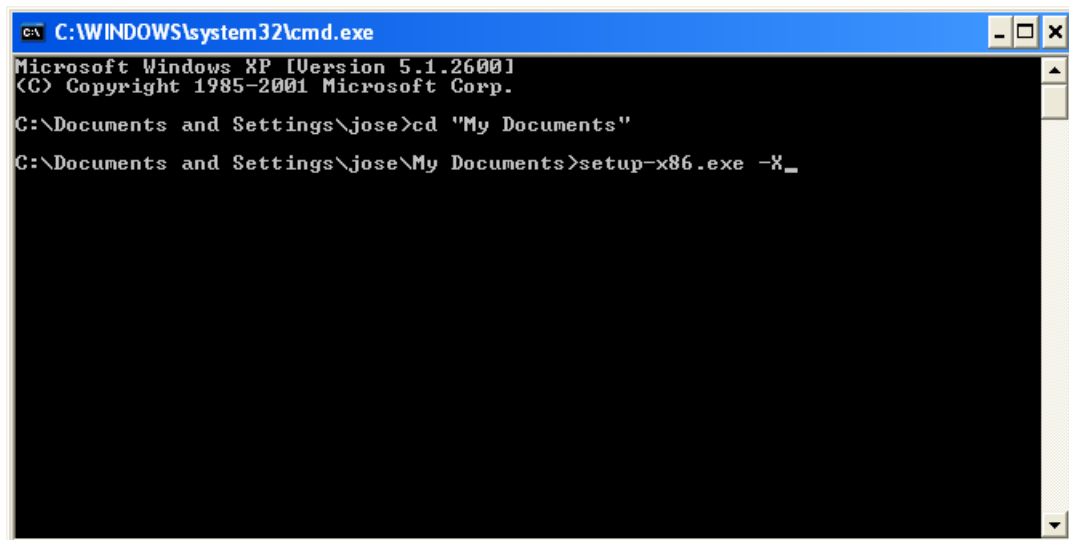 C:\WINDOWS\system32\cmd.exe
Microsoft Windows XP [Version 5.1.2600]
(C) Copyright 1985-2001 Microsoft Corp.
C:\Documents and Settings\jose>cd "My Documents"
C:\Documents and Settings\jose\My Documents>setup-x86.exe -X_